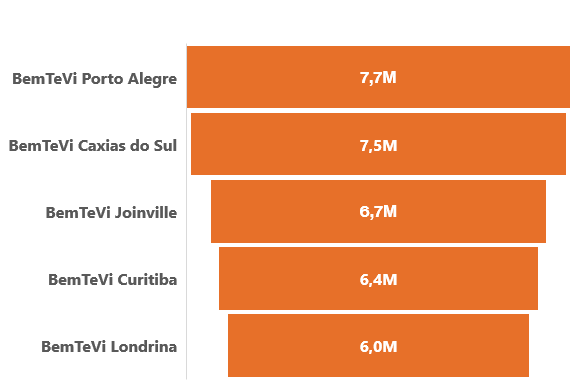 BemTeVi Porto Alegre 7,7M
BemTeVi Caxias do Sul 7,5M
BemTeVi Joinville 6,7M
BemTeVi Curitiba 6,4M
BemTeVi Londrina 6,0M